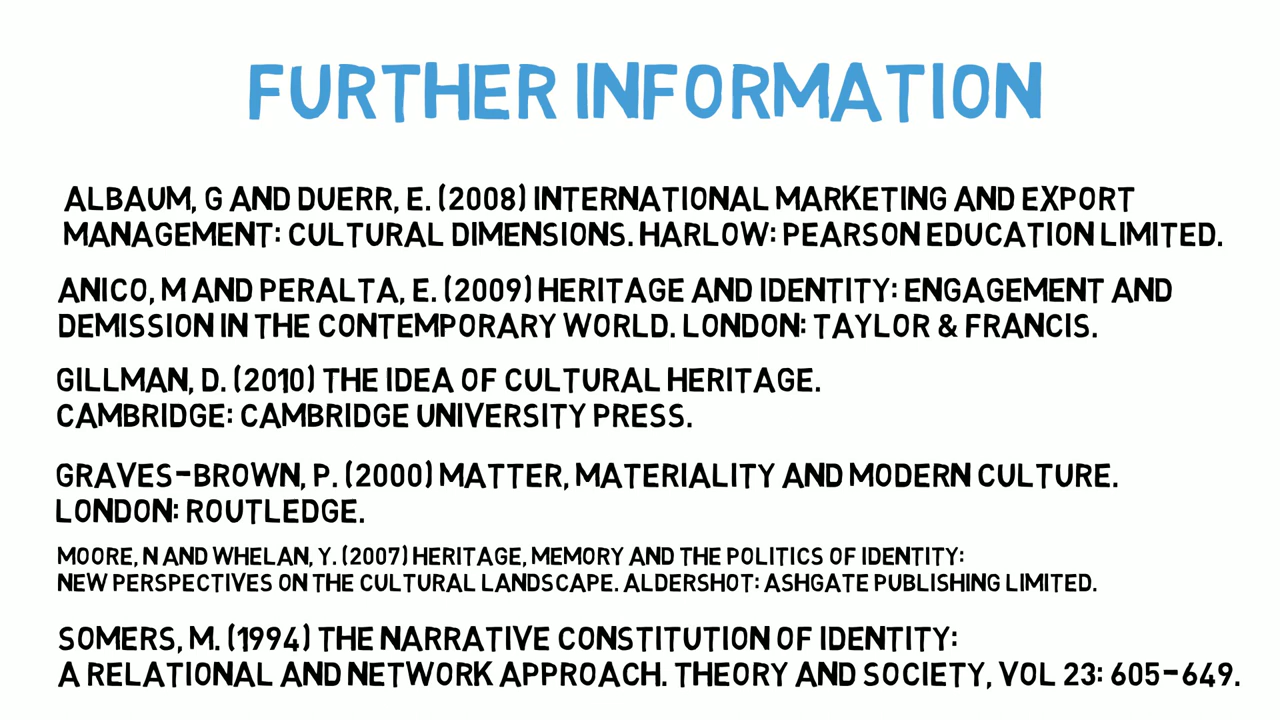 FURTHER INFORMATION
ALBAUM, G AND DUERR, E. (2008) INTERNATIONAL MARKETING AND EXPORT
MANAGEMENT: CULTURAL DIMENSIONS. HARLOW: PEARSON EDUCATION LIMITED.
ANICO, M AND PERALTA, E. (2009) HERITAGE AND IDENTITY: ENGAGEMENT AND
DEMISSION IN THE CONTEMPORARY WORLD. LONDON: TAYLOR & FRANCIS.
GILLMAN, D. (2010) THE IDEA OF CULTURAL HERITAGE.
CAMBRIDGE: CAMBRIDGE UNIVERSITY PRESS.
GRAVES-BROWN, P. (2000) MATTER, MATERIALITY AND MODERN CULTURE.
LONDON: ROUTLEDGE.
MOORE, N AND WHELAN, Y. (2007) HERITAGE, MEMORY AND THE POLITICS OF IDENTITY:
NEW PERSPECTIVES ON THE CULTURAL LANDSCAPE. ALDERSHOT: ASHGATE PUBLISHING LIMITED.
SOMERS, M. (1994) THE NARRATIVE CONSTITUTION OF IDENTITY:
A RELATIONAL AND NETWORK APPROACH. THEORY AND SOCIETY, VOL 23: 605-649.